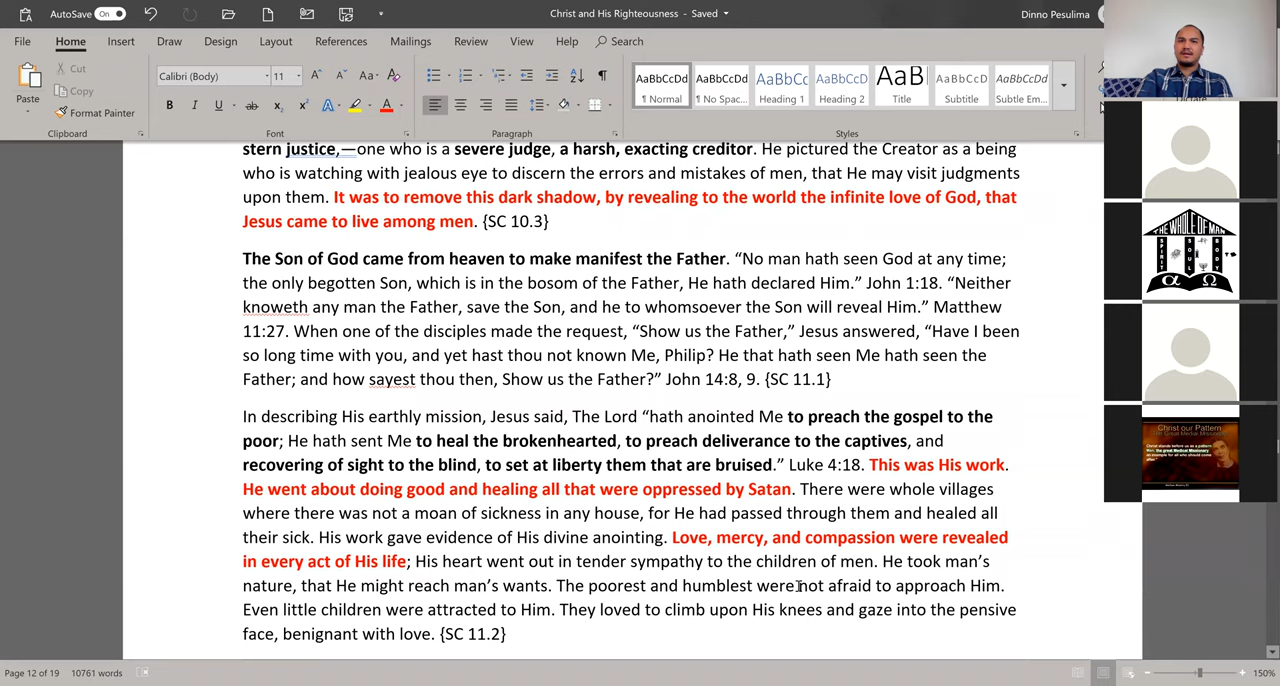 AutoSave On Christ and His Righteousness - Saved Dinno Pesulima
File Home Insert Draw Design Layout References Mailings Review View Help Search
Paste
Cut
Copy
Format Painter
Calibri (Body) 11
Aa
B I U ab x₂ x² A A
AaBbCcDd AaBbCcDd AaBbCc AaBbCcD AaB AaBbCcD AaBbCcDd
¶ Normal ¶ No Spac... Heading 1 Heading 2 Title Subtitle Subtle Em...
Clipboard Font Paragraph Styles
stern justice,—one who is a severe judge, a harsh, exacting creditor. He pictured the Creator as a being
who is watching with jealous eye to discern the errors and mistakes of men, that He may visit judgments
upon them. It was to remove this dark shadow, by revealing to the world the infinite love of God, that
Jesus came to live among men. {SC 10.3}
The Son of God came from heaven to make manifest the Father. “No man hath seen God at any time;
the only begotten Son, which is in the bosom of the Father, He hath declared Him.” John 1:18. “Neither
knoweth any man the Father, save the Son, and he to whomsoever the Son will reveal Him.” Matthew
11:27. When one of the disciples made the request, “Show us the Father,” Jesus answered, “Have I been
so long time with you, and yet hast thou not known Me, Philip? He that hath seen Me hath seen the
Father; and how sayest thou then, Show us the Father?” John 14:8, 9. {SC 11.1}
In describing His earthly mission, Jesus said, The Lord “hath anointed Me to preach the gospel to the
poor; He hath sent Me to heal the brokenhearted, to preach deliverance to the captives, and
recovering of sight to the blind, to set at liberty them that are bruised.” Luke 4:18. This was His work.
He went about doing good and healing all that were oppressed by Satan. There were whole villages
where there was not a moan of sickness in any house, for He had passed through them and healed all
their sick. His work gave evidence of His divine anointing. Love, mercy, and compassion were revealed
in every act of His life; His heart went out in tender sympathy to the children of men. He took man’s
nature, that He might reach man’s wants. The poorest and humblest were not afraid to approach Him.
Even little children were attracted to Him. They loved to climb upon His knees and gaze into the pensive
face, benignant with love. {SC 11.2}
THE WHOLE OF MAN
SPIRIT SOUL BODY
α Ω
Christ our Pattern
The Great Medical Missionary
Page 12 of 19 10761 words 150%